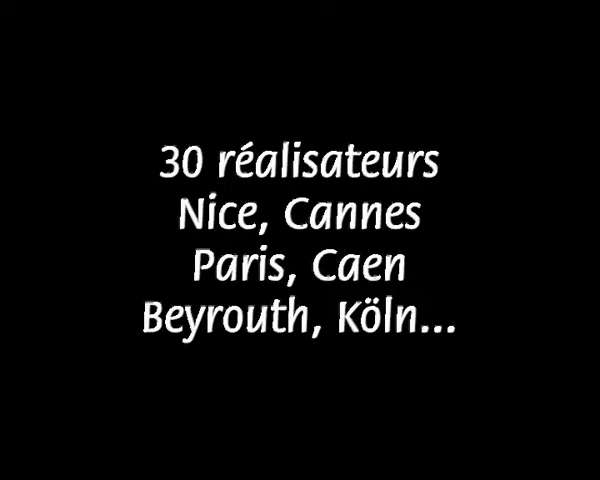 30 réalisateurs
Nice, Cannes
Paris, Caen
Beyrouth, Köln...